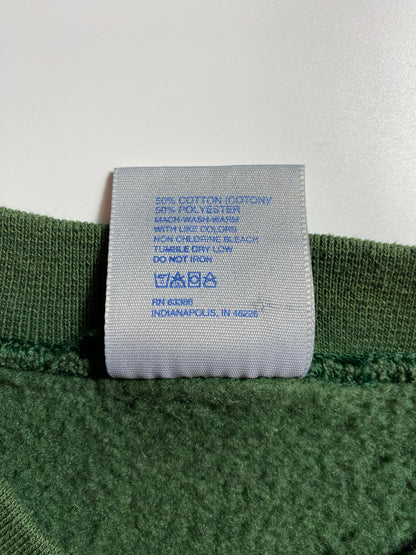 50% COTTON (COTON)/
50% POLYESTER
MACH-WASH-WARM
WITH LIKE DOLORS
NON CHLORINE BLEACH
TUMBLE DRY LOW
DO NOT IRON
RN 63386
INDIANAPOLIS, IN 46226